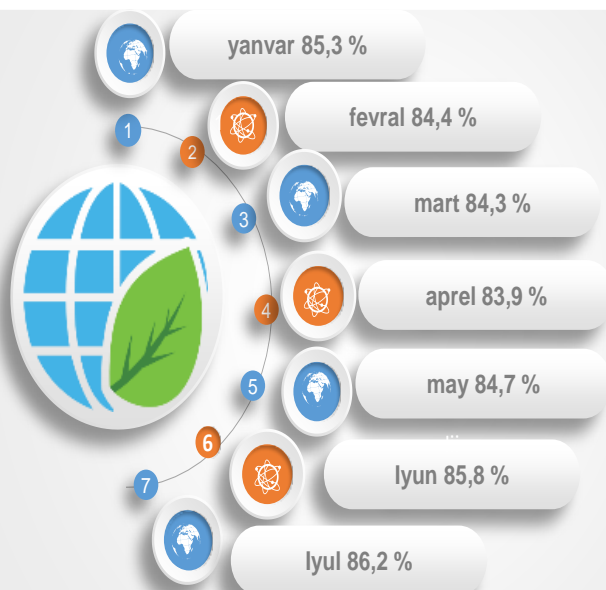 yanvar 85,3 %
1
fevral 84,4 %
2
mart 84,3 %
3
aprel 83,9 %
4
may 84,7 %
5
Iyun 85,8 %
6
Iyul 86,2 %
7